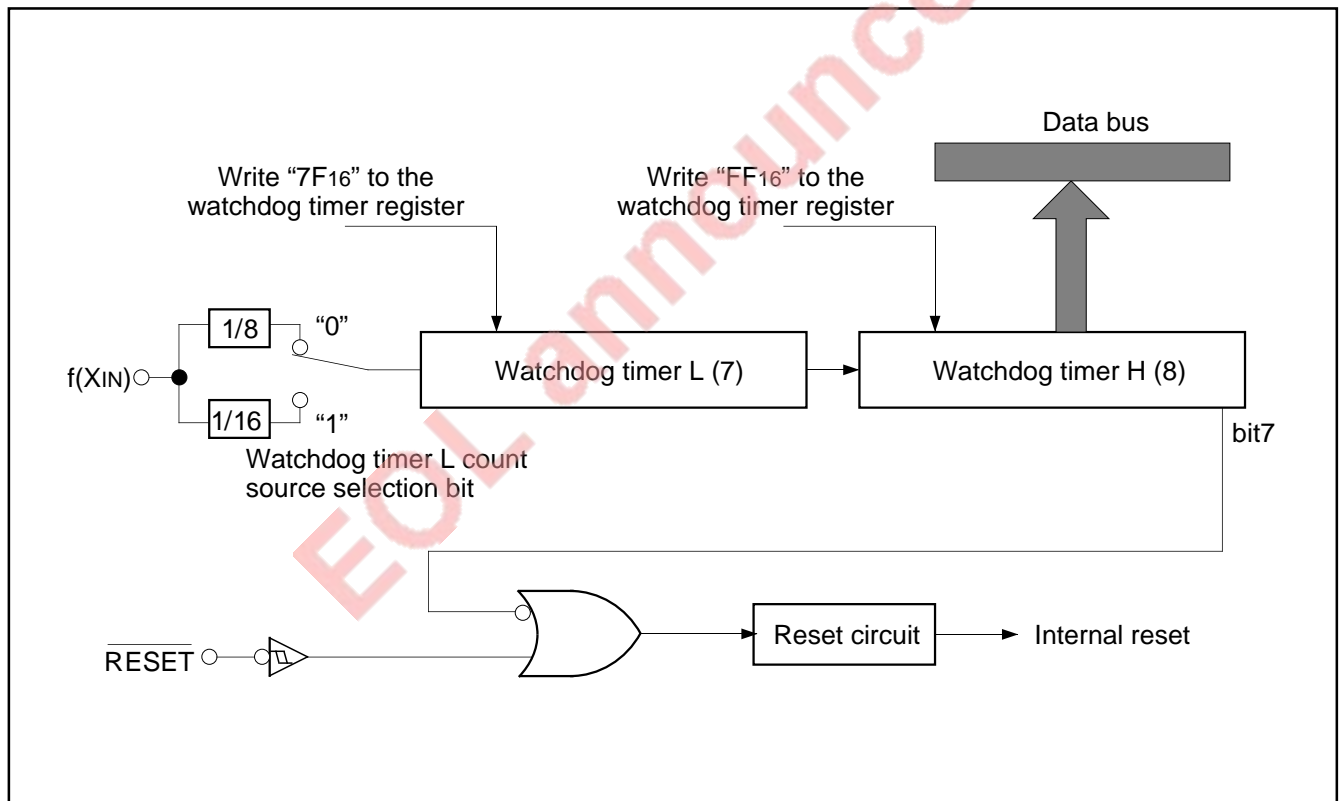 Data bus
Write “7F16” to the
watchdog timer register
Write “FF16” to the
watchdog timer register
1/8
“0”
f(XIN)
Watchdog timer L (7)
Watchdog timer H (8)
1/16
“1”
bit7
Watchdog timer L count
source selection bit
RESET
Reset circuit
Internal reset
EOL announce